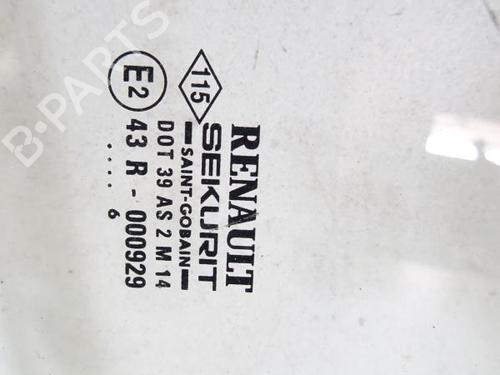 RENAULT
115 SEKURIT
SAINT-GOBAIN
DOT 39 AS 2 M 14
E2 43 R - 000929
....
6
B-PARTS